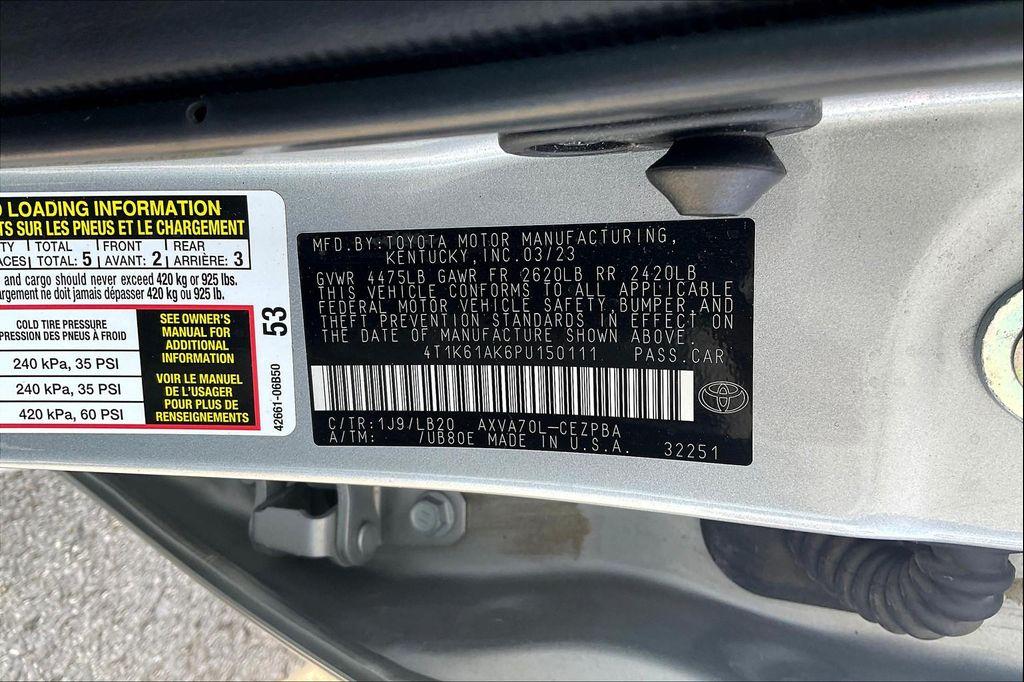 LOADING INFORMATION
TS SUR LES PNEUS ET LE CHARGEMENT
TY TOTAL FRONT REAR
ACES TOTAL: 5 AVANT: 2 ARRIÈRE: 3
and cargo should never exceed 420 kg or 925 lbs.
argement ne doit jamais dépasser 420 kg ou 925 lb.
COLD TIRE PRESSURE
PRESSION DES PNEUS À FROID
240 kPa, 35 PSI
240 kPa, 35 PSI
420 kPa, 60 PSI
SEE OWNER'S
MANUAL FOR
ADDITIONAL
INFORMATION
VOIR LE MANUEL
DE L'USAGER
POUR PLUS DE
RENSEIGNEMENTS
53
42661-06B50
MFD.BY:TOYOTA MOTOR MANUFACTURING,
KENTUCKY,INC.03/23
GVWR 4475LB GAWR FR 2620LB RR 2420LB
THIS VEHICLE CONFORMS TO ALL APPLICABLE
FEDERAL MOTOR VEHICLE SAFETY,BUMPER,AND
THEFT PREVENTION STANDARDS IN EFFECT ON
THE DATE OF MANUFACTURE SHOWN ABOVE.
4T1K61AK6PU150111 PASS.CAR
C/TR:1J9/LB20 AXVA70L-CEZPBA
A/TM: /UB80E MADE IN U.S.A. 32251